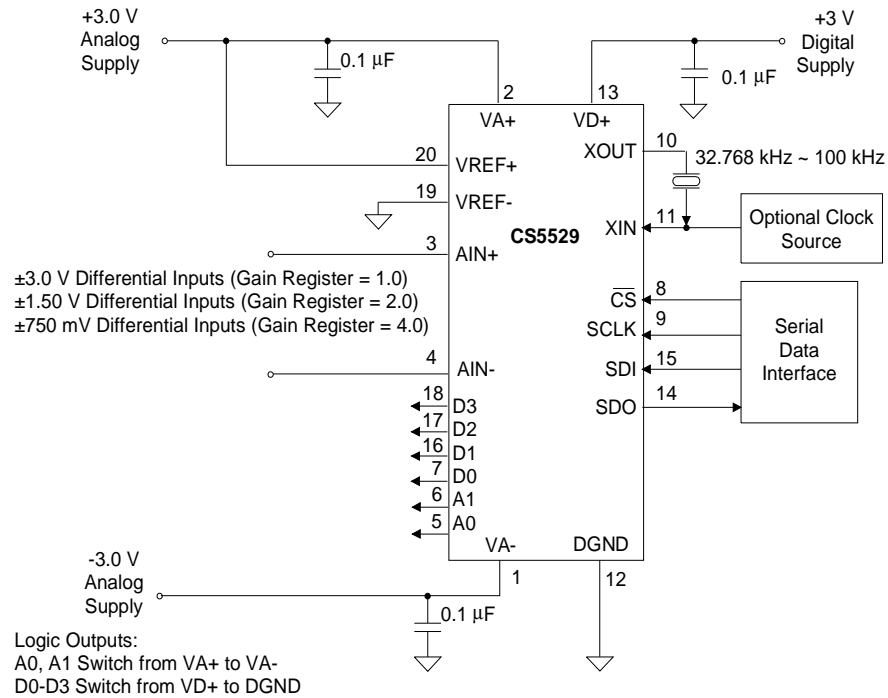 +3.0 V
Analog
Supply
0.1 µF
+3 V
Digital
Supply
0.1 µF
2
13
VA+
VD+
XOUT
10
32.768 kHz ~ 100 kHz
20
VREF+
19
VREF-
CS5529
XIN
11
Optional Clock
Source
3
AIN+
±3.0 V Differential Inputs (Gain Register = 1.0)
±1.50 V Differential Inputs (Gain Register = 2.0)
±750 mV Differential Inputs (Gain Register = 4.0)
CS
8
SCLK
9
SDI
15
SDO
14
Serial
Data
Interface
4
AIN-
18
D3
17
D2
16
D1
7
D0
6
A1
5
A0
VA-
DGND
1
12
-3.0 V
Analog
Supply
0.1 µF
Logic Outputs:
A0, A1 Switch from VA+ to VA-
D0-D3 Switch from VD+ to DGND